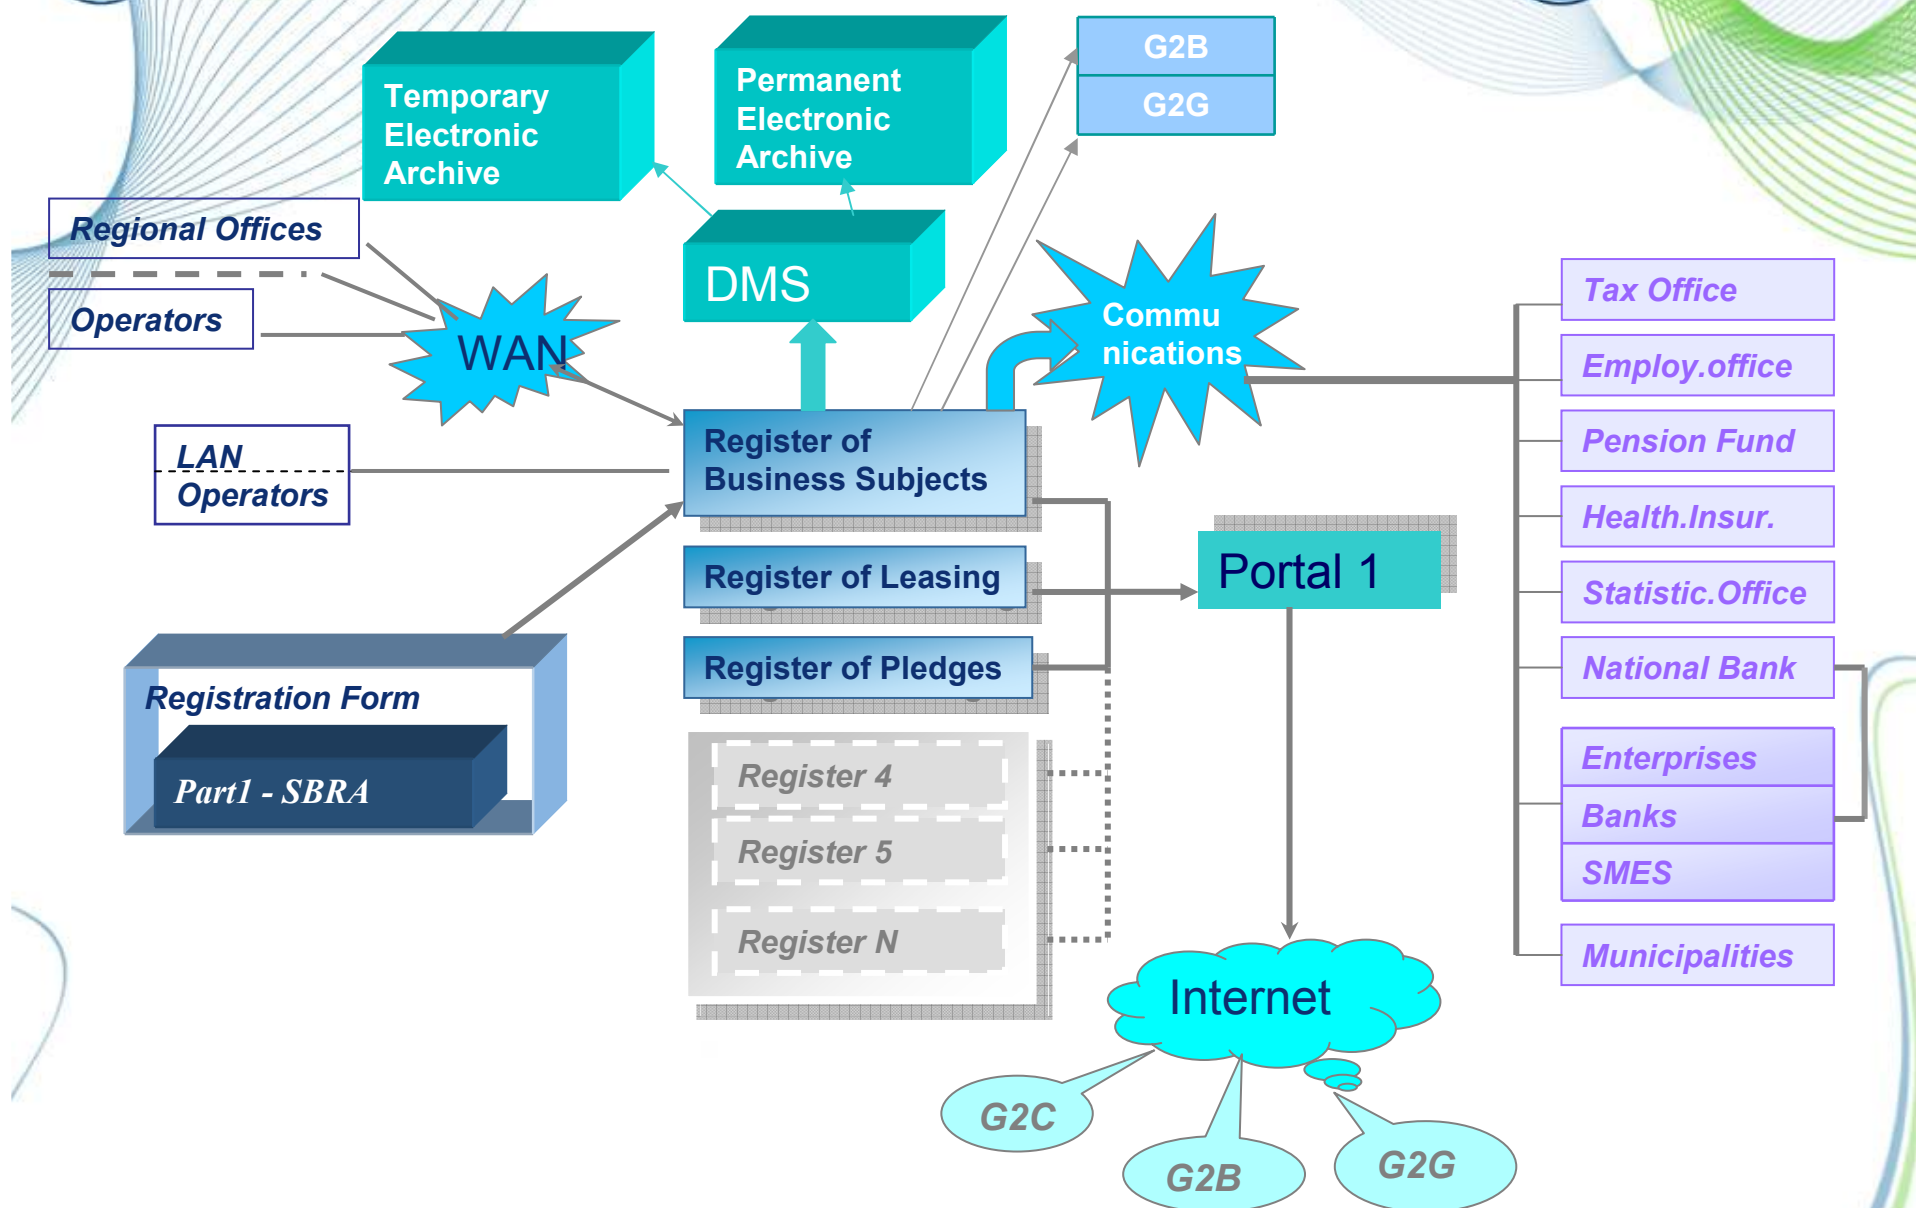 G2B
G2G
Temporary
Electronic
Archive
Permanent
Electronic
Archive
Regional Offices
Operators
WAN
DMS
Commu
nications
LAN
Operators
Register of
Business Subjects
Register of Leasing
Register of Pledges
Register 4
Register 5
Register N
Registration Form
Part1 - SBRA
Portal 1
Internet
G2C
G2B
G2G
Tax Office
Employ.office
Pension Fund
Health.Insur.
Statistic.Office
National Bank
Enterprises
Banks
SMES
Municipalities